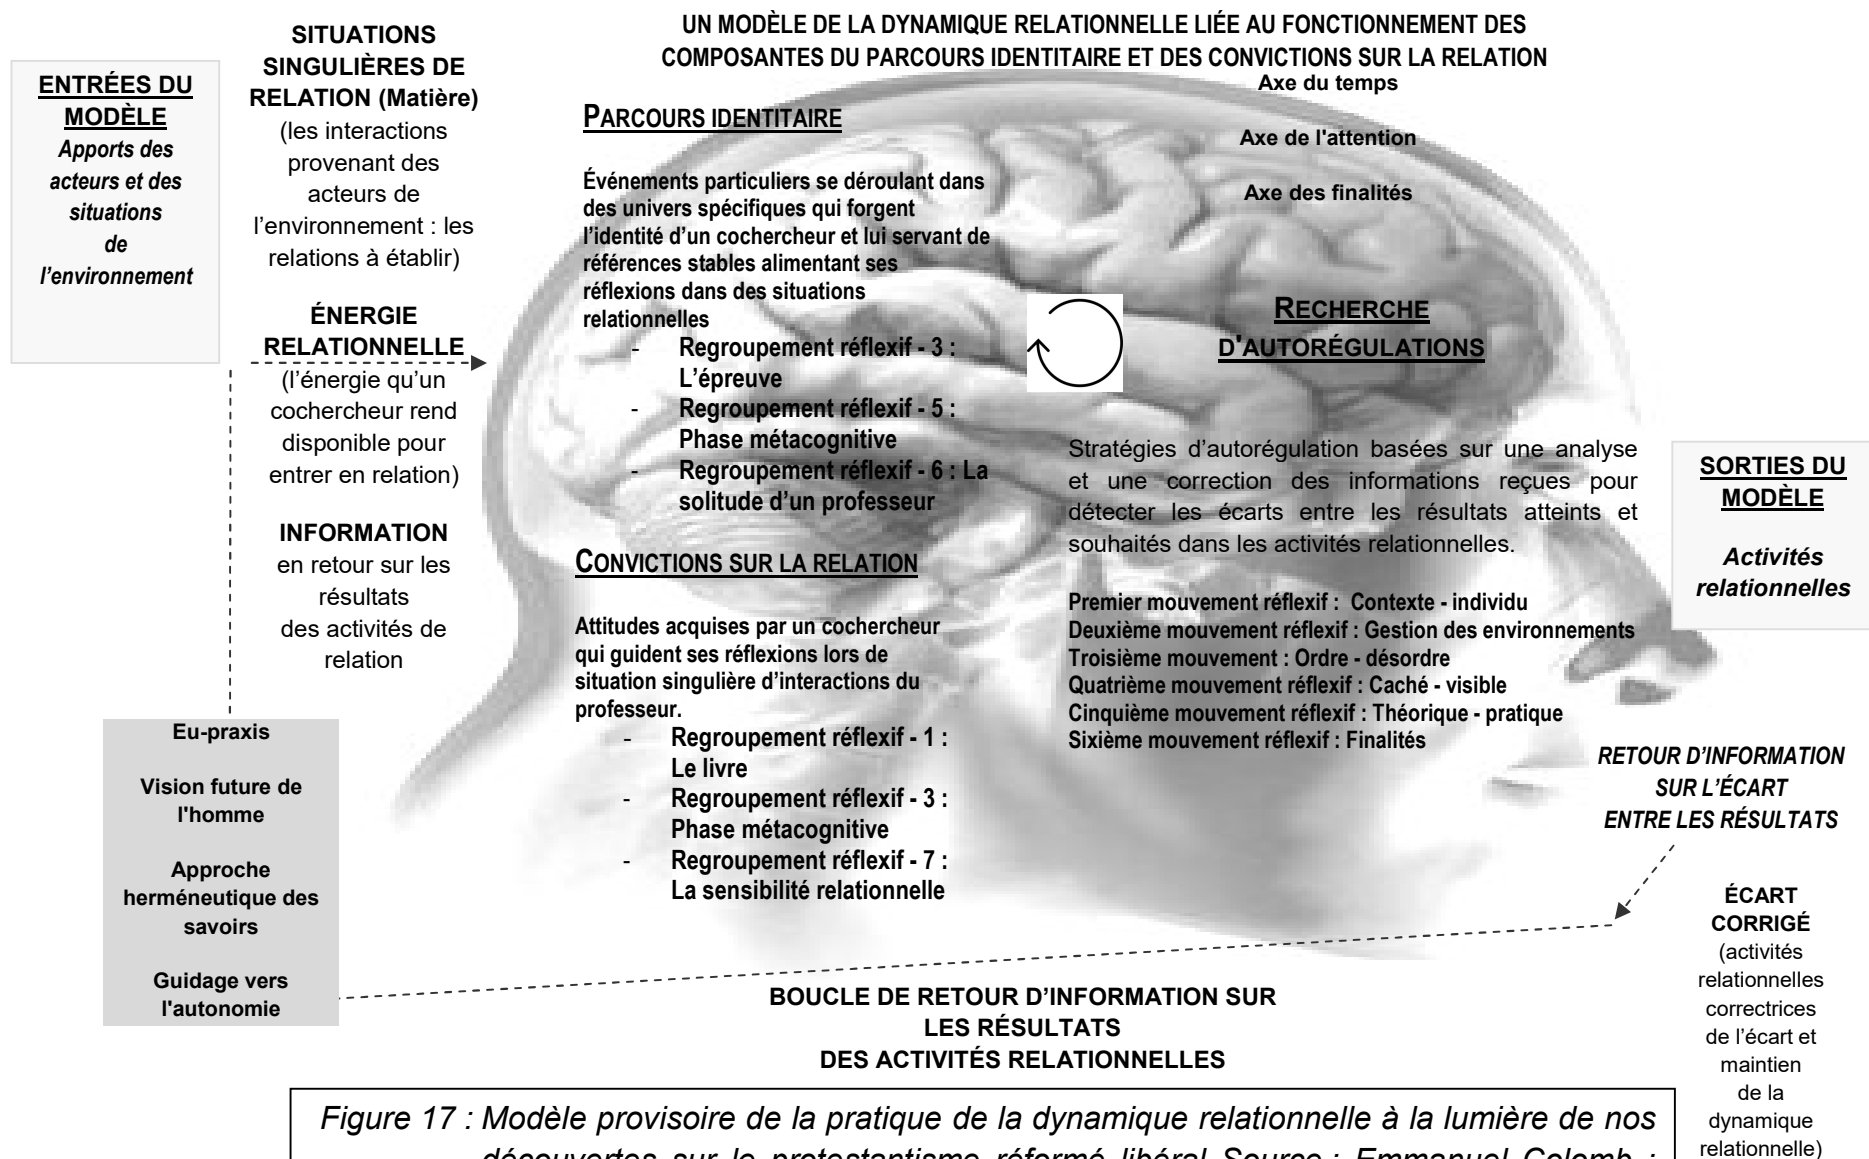 UN MODÈLE DE LA DYNAMIQUE RELATIONNELLE LIÉE AU FONCTIONNEMENT DES
COMPOSANTES DU PARCOURS IDENTITAIRE ET DES CONVICTIONS SUR LA RELATION
ENTRÉES DU
MODÈLE
Apports des
acteurs et des
situations
de
l'environnement
SITUATIONS
SINGULIÈRES DE
RELATION (Matière)
(les interactions
provenant des
acteurs de
l'environnement : les
relations à établir)
ÉNERGIE
RELATIONNELLE
(l'énergie qu'un
cochercheur rend
disponible pour
entrer en relation)
INFORMATION
en retour sur les
résultats
des activités de
relation
Eu-praxis
Vision future de
l'homme
Approche
herméneutique des
savoirs
Guidage vers
l'autonomie
PARCOURS IDENTITAIRE
Événements particuliers se déroulant dans
des univers spécifiques qui forgent
l'identité d'un cochercheur et lui servant de
références stables alimentant ses
réflexions dans des situations
relationnelles
- Regroupement réflexif - 3 :
L'épreuve
- Regroupement réflexif - 5 :
Phase métacognitive
- Regroupement réflexif - 6 : La
solitude d'un professeur
CONVICTIONS SUR LA RELATION
Attitudes acquises par un cochercheur
qui guident ses réflexions lors de
situation singulière d'interactions du
professeur.
- Regroupement réflexif - 1 :
Le livre
- Regroupement réflexif - 3 :
Phase métacognitive
- Regroupement réflexif - 7 :
La sensibilité relationnelle
Axe du temps
Axe de l'attention
Axe des finalités
RECHERCHE
D'AUTORÉGULATIONS
Stratégies d'autorégulation basées sur une analyse
et une correction des informations reçues pour
détecter les écarts entre les résultats atteints et
souhaités dans les activités relationnelles.
Premier mouvement réflexif : Contexte - individu
Deuxième mouvement réflexif : Gestion des environnements
Troisième mouvement : Ordre - désordre
Quatrième mouvement réflexif : Caché - visible
Cinquième mouvement réflexif : Théorique - pratique
Sixième mouvement réflexif : Finalités
SORTIES DU
MODÈLE
Activités
relationnelles
RETOUR D'INFORMATION
SUR L'ÉCART
ENTRE LES RÉSULTATS
ÉCART
CORRIGÉ
(activités
relationnelles
correctrices
de l'écart et
maintien
de la
dynamique
relationnelle)
BOUCLE DE RETOUR D'INFORMATION SUR
LES RÉSULTATS
DES ACTIVITÉS RELATIONNELLES
Figure 17 : Modèle provisoire de la pratique de la dynamique relationnelle à la lumière de nos
découvertes sur le protestantisme réformé libéral Source : Emmanuel Colomb ;